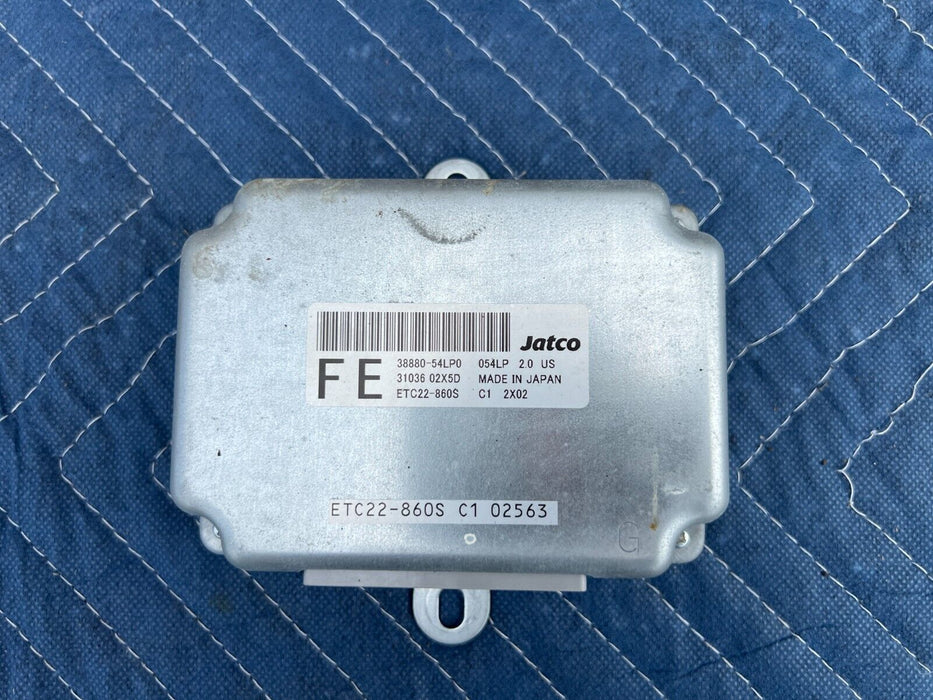 Jatco
FE
38880-54LP0 054LP 2.0 US
31036 02X5D MADE IN JAPAN
ETC22-860S C1 2X02
ETC22-860S C1 02563
G